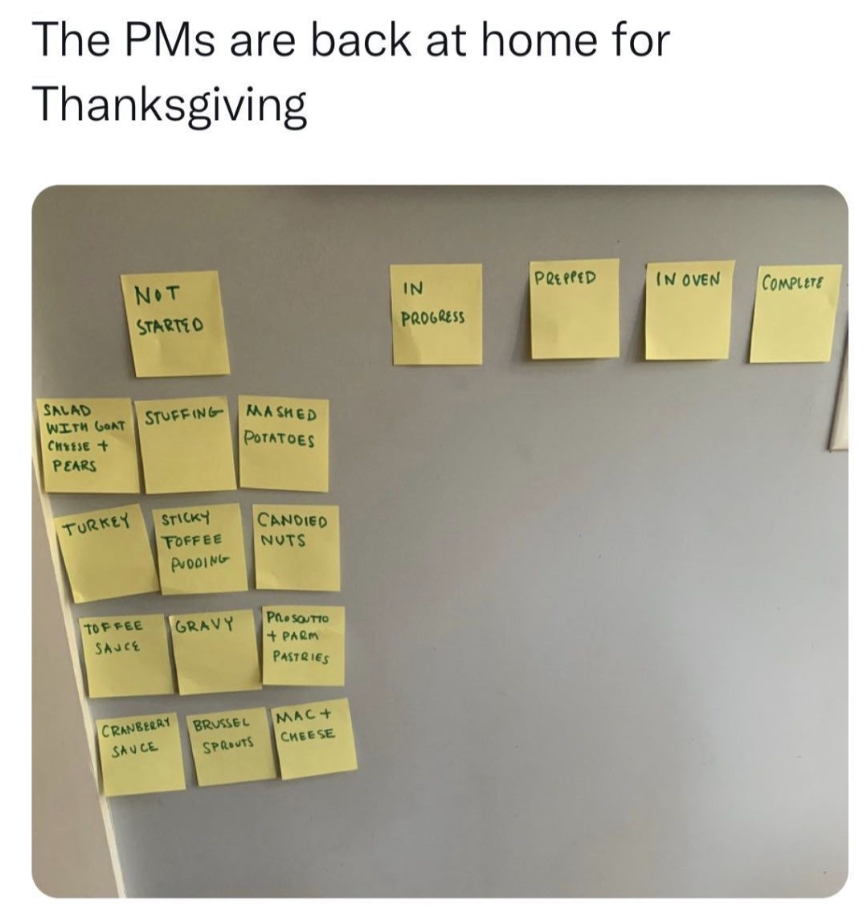 The PMs are back at home for
Thanksgiving
NOT
STARTED
IN
PROGRESS
PREPPED
IN OVEN
COMPLETE
SALAD
WITH GOAT
CHEESE +
PEARS
STUFFING
MASHED
POTATOES
TURKEY
STICKY
TOFFEE
PUDDING
CANDIED
NUTS
TOFFEE
SAUCE
GRAVY
PROSCUTTO
+ PARM
PASTRIES
CRANBERRY
SAUCE
BRUSSEL
SPROUTS
MAC +
CHEESE